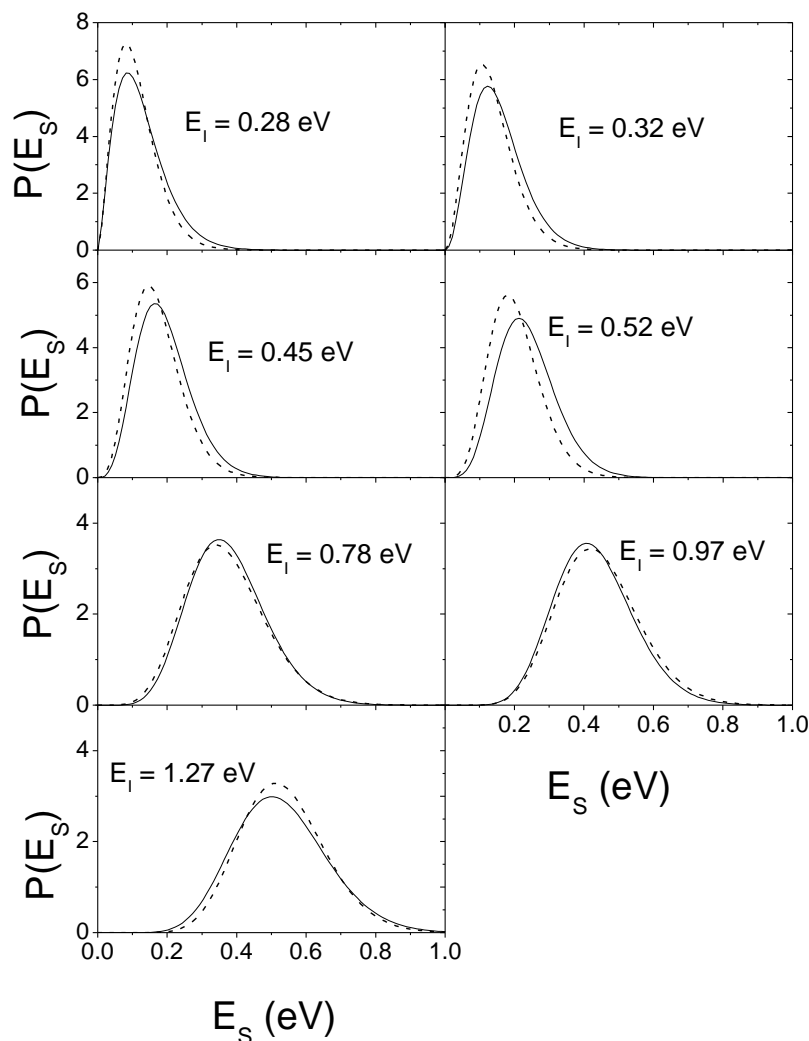 8
6
4
2
0
P(E_S)
E_I = 0.28 eV
E_I = 0.32 eV
6
4
2
0
P(E_S)
E_I = 0.45 eV
E_I = 0.52 eV
4
2
0
P(E_S)
E_I = 0.78 eV
E_I = 0.97 eV
0.2 0.4 0.6 0.8 1.0
E_S (eV)
4
2
0
P(E_S)
E_I = 1.27 eV
0.0 0.2 0.4 0.6 0.8 1.0
E_S (eV)